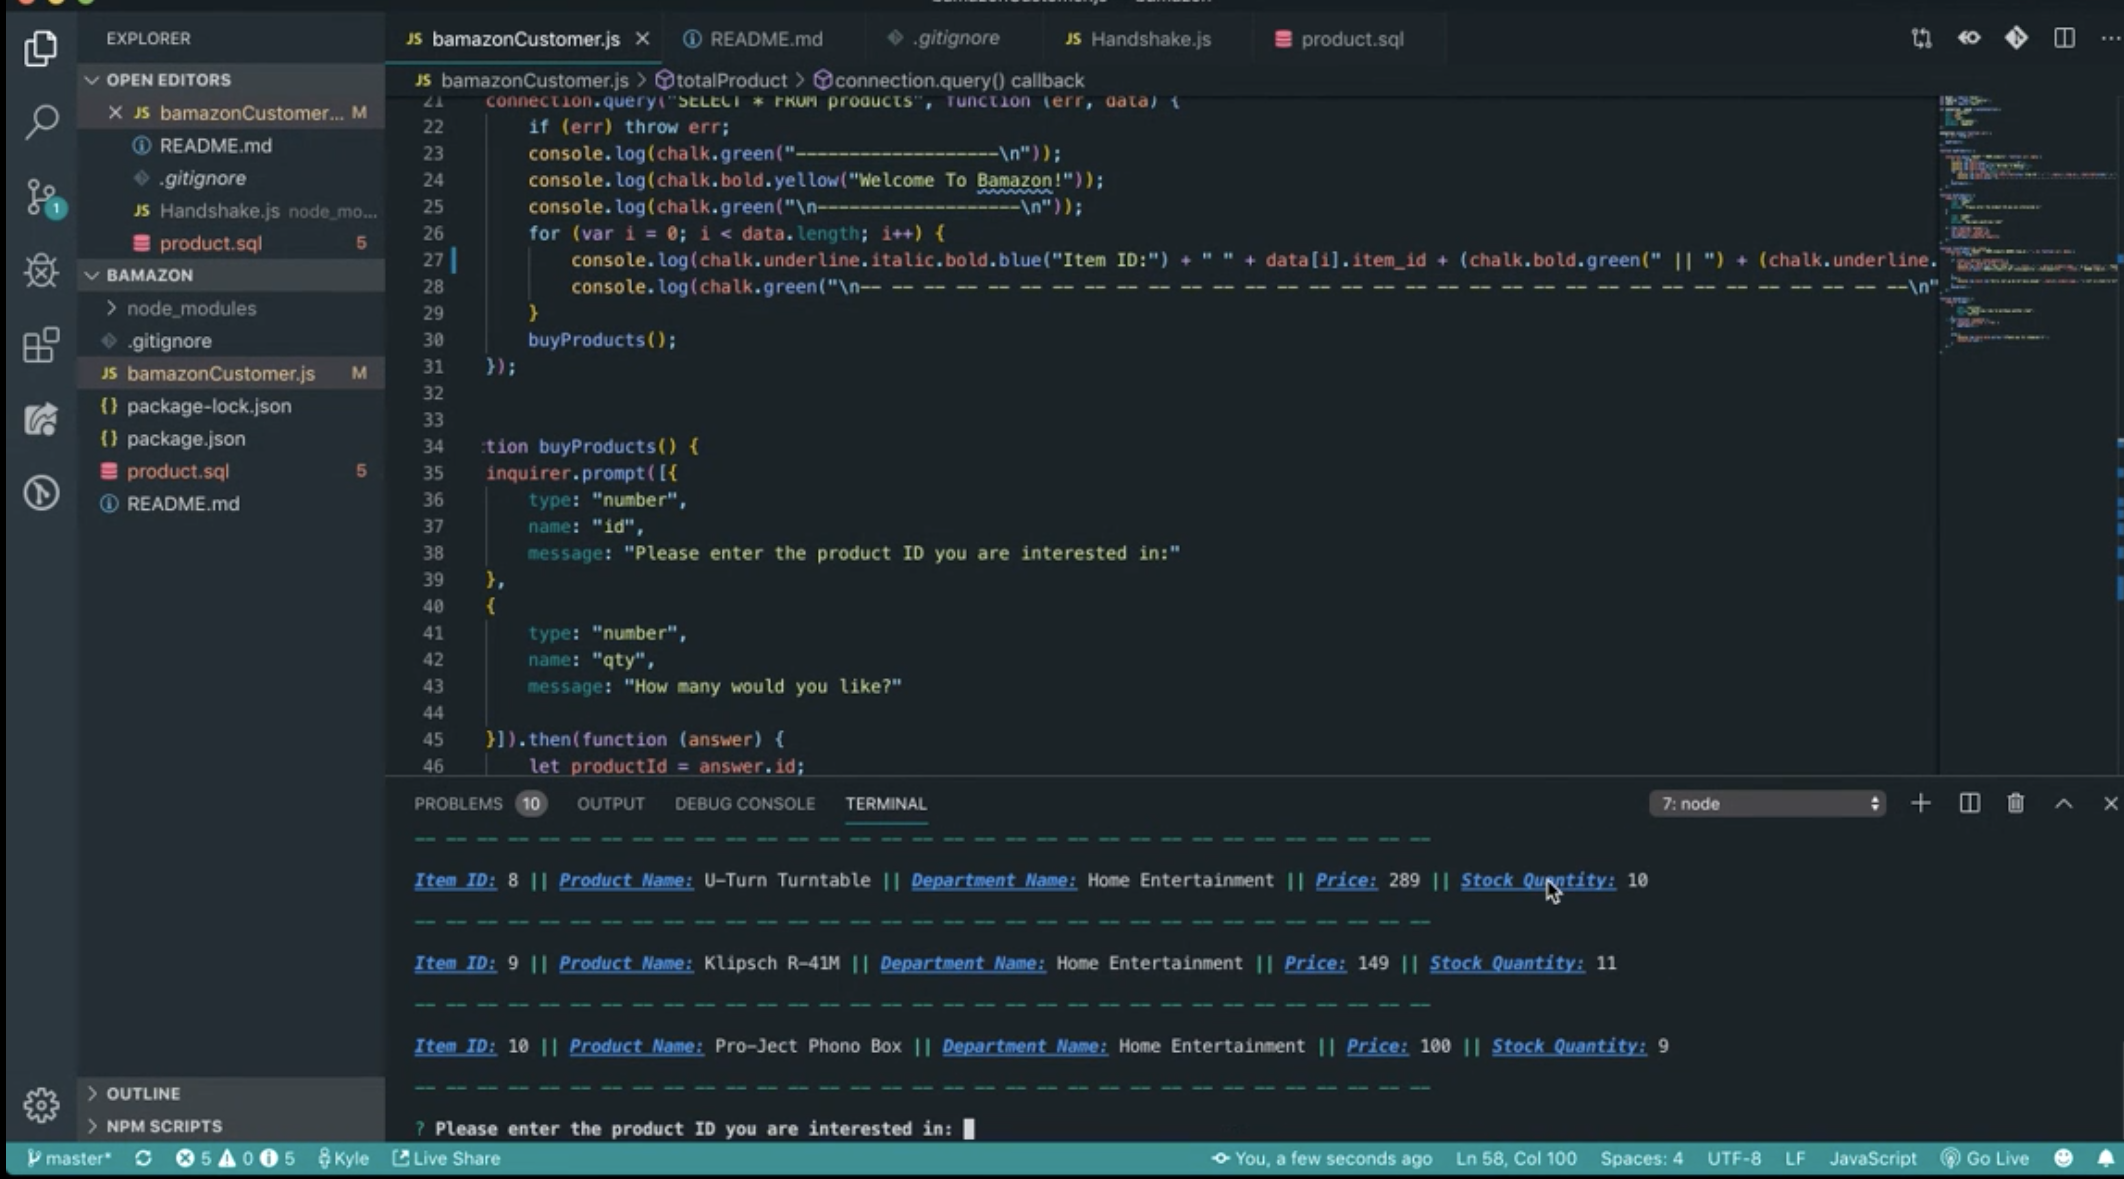 EXPLORER
OPEN EDITORS
JS bamazonCustomer... M
README.md
.gitignore
JS Handshake.js node_mo...
product.sql 5
BAMAZON
node_modules
.gitignore
JS bamazonCustomer.js M
{} package-lock.json
{} package.json
product.sql 5
README.md
OUTLINE
NPM SCRIPTS
1
JS bamazonCustomer.js
README.md
.gitignore
JS Handshake.js
product.sql
JS bamazonCustomer.js > totalProduct > connection.query() callback
21 connection.query("SELECT * FROM products", function (err, data) {
22 if (err) throw err;
23 console.log(chalk.green("———————————————————\n"));
24 console.log(chalk.bold.yellow("Welcome To Bamazon!"));
25 console.log(chalk.green("\n———————————————————\n"));
26 for (var i = 0; i < data.length; i++) {
27 console.log(chalk.underline.italic.bold.blue("Item ID:") + " " + data[i].item_id + (chalk.bold.green(" || ") + (chalk.underline.
28 console.log(chalk.green("\n—— —— —— —— —— —— —— —— —— —— —— —— —— —— —— —— —— —— —— —— —— —— —— —— —— —— —— —— —— —— —— —— —— ——\n"
29 }
30 buyProducts();
31 });
32
33
34 tion buyProducts() {
35 inquirer.prompt([{
36 type: "number",
37 name: "id",
38 message: "Please enter the product ID you are interested in:"
39 },
40 {
41 type: "number",
42 name: "qty",
43 message: "How many would you like?"
44
45 }]).then(function (answer) {
46 let productId = answer.id;
PROBLEMS 10 OUTPUT DEBUG CONSOLE TERMINAL 7: node
Item ID: 8 || Product Name: U-Turn Turntable || Department Name: Home Entertainment || Price: 289 || Stock Quantity: 10
Item ID: 9 || Product Name: Klipsch R-41M || Department Name: Home Entertainment || Price: 149 || Stock Quantity: 11
Item ID: 10 || Product Name: Pro-Ject Phono Box || Department Name: Home Entertainment || Price: 100 || Stock Quantity: 9
? Please enter the product ID you are interested in:
master* 5 0 5 Kyle Live Share You, a few seconds ago Ln 58, Col 100 Spaces: 4 UTF-8 LF JavaScript Go Live